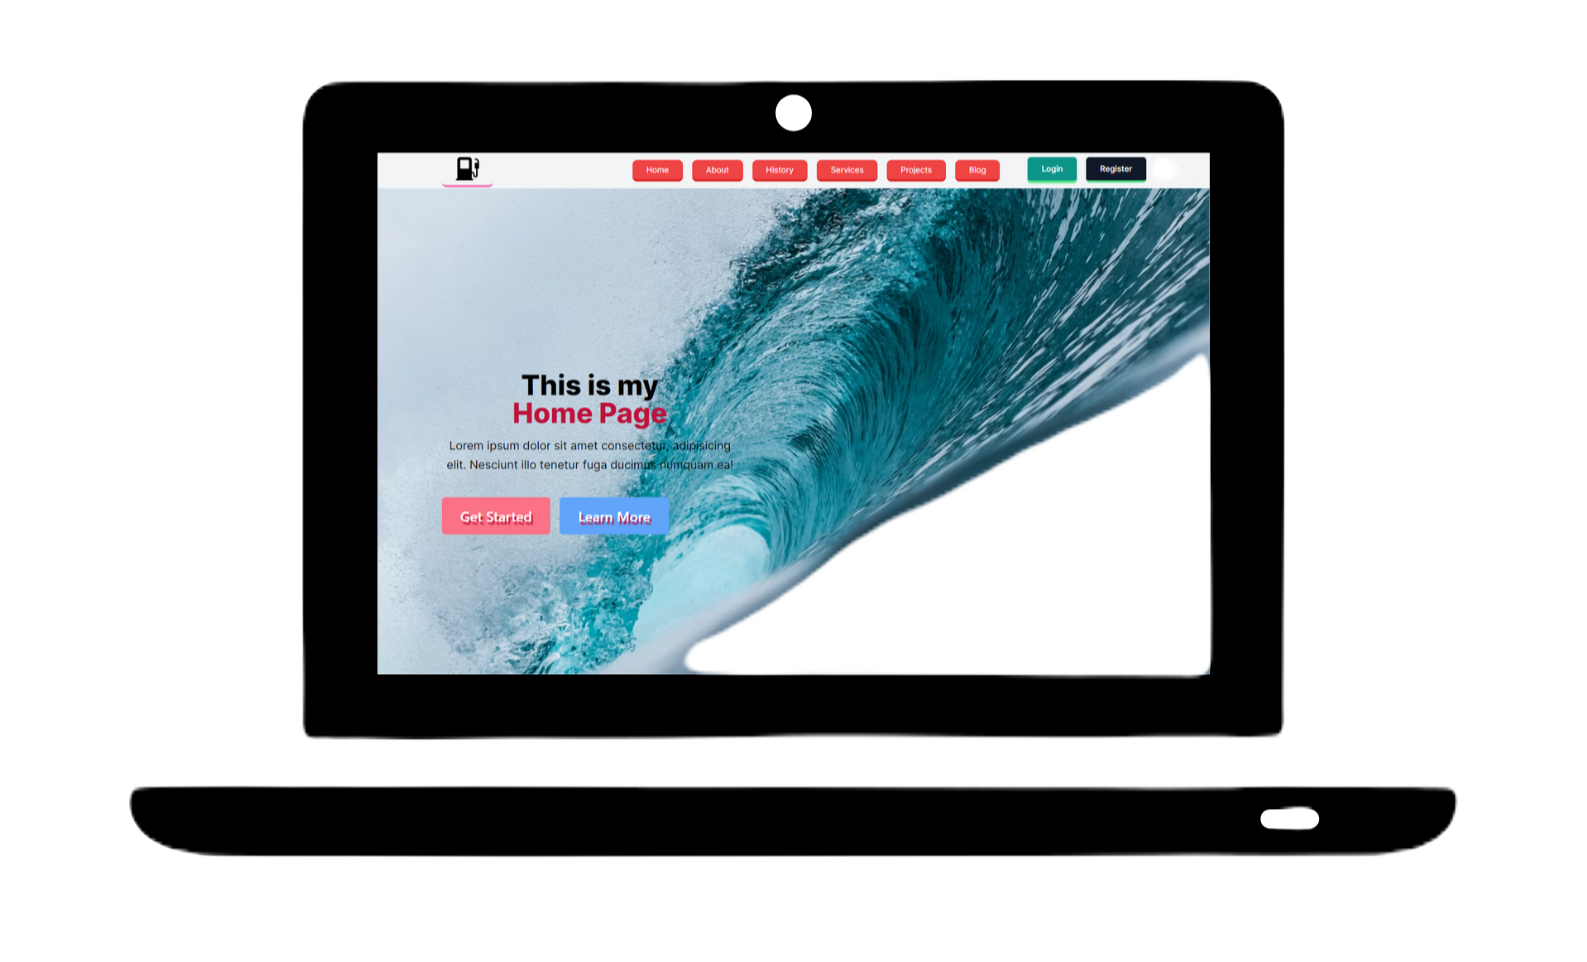 Home About History Services Projects Blog Login Register
This is my
Home Page
Lorem ipsum dolor sit amet consectetur, adipisicing
elit. Nesciunt illo tenetur fuga ducimus numquam ea!
Get Started Learn More